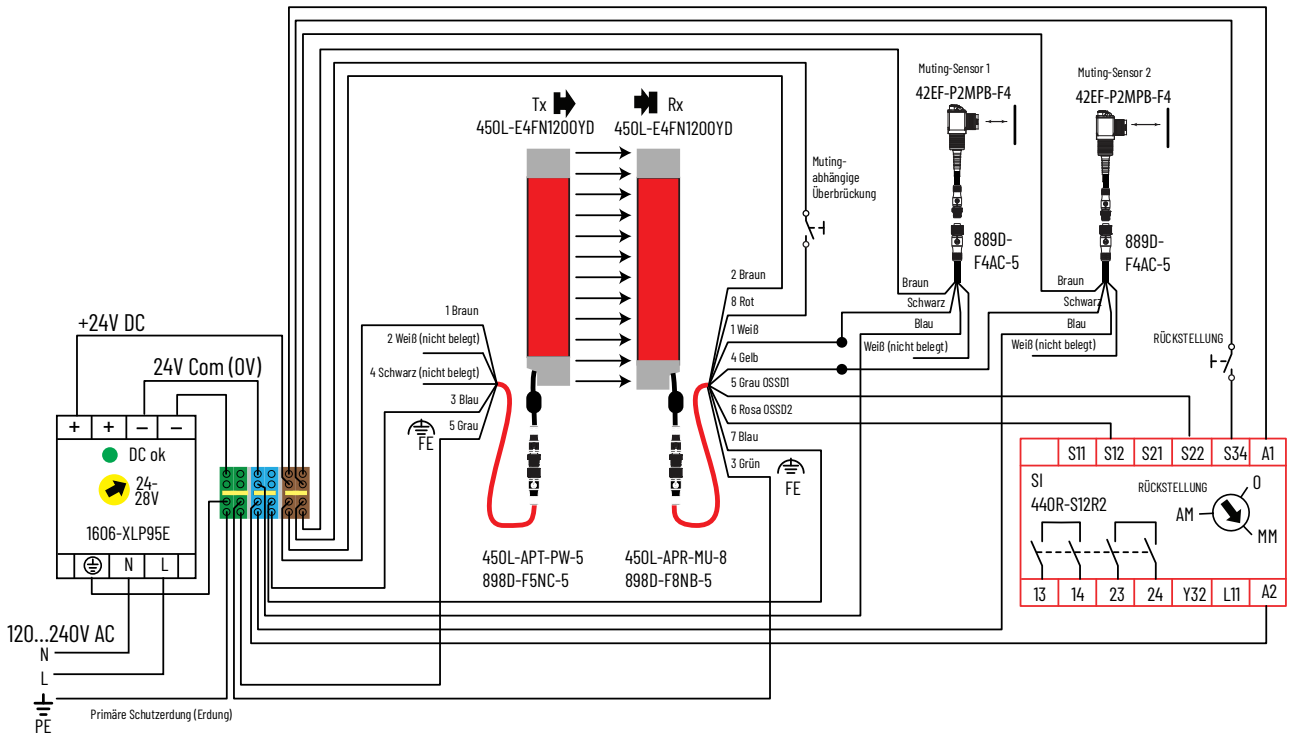 Muting-Sensor 1
42EF-P2MPB-F4
Muting-Sensor 2
42EF-P2MPB-F4
Tx
450L-E4FN1200YD
Rx
450L-E4FN1200YD
Muting-
abhängige
Überbrückung
889D-
F4AC-5
889D-
F4AC-5
2 Braun
8 Rot
1 Weiß
4 Gelb
5 Grau OSSD1
6 Rosa OSSD2
7 Blau
3 Grün
FE
Braun
Schwarz
Blau
Weiß (nicht belegt)
Braun
Schwarz
Blau
Weiß (nicht belegt)
RÜCKSTELLUNG
1 Braun
2 Weiß (nicht belegt)
4 Schwarz (nicht belegt)
3 Blau
5 Grau
FE
+24V DC
24V Com (0V)
+ + – –
DC ok
24-
28V
1606-XLP95E
N L
450L-APT-PW-5
898D-F5NC-5
450L-APR-MU-8
898D-F8NB-5
S11 S12 S21 S22 S34 A1
SI
440R-S12R2
RÜCKSTELLUNG
0
AM
MM
13 14 23 24 Y32 L11 A2
120...240V AC
N
L
PE
Primäre Schutzerdung (Erdung)